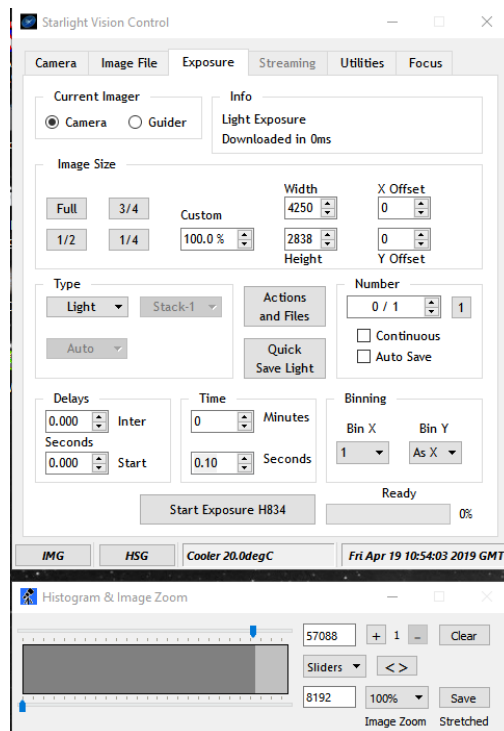 Starlight Vision Control
Camera Image File Exposure Streaming Utilities Focus
Current Imager
Camera Guider
Info
Light Exposure
Downloaded in 0ms
Image Size
Full 3/4
1/2 1/4
Custom
100.0 %
Width X Offset
4250 0
2838 0
Height Y Offset
Type
Light Stack-1
Auto
Actions
and Files
Quick
Save Light
Number
0 / 1 1
Continuous
Auto Save
Delays
0.000 Inter
Seconds
0.000 Start
Time
0 Minutes
0.10 Seconds
Binning
Bin X Bin Y
1 As X
Start Exposure H834
Ready
0%
IMG HSG Cooler 20.0degC Fri Apr 19 10:54:03 2019 GMT
Histogram & Image Zoom
57088 + 1 - Clear
Sliders < >
8192 100% Save
Image Zoom Stretched